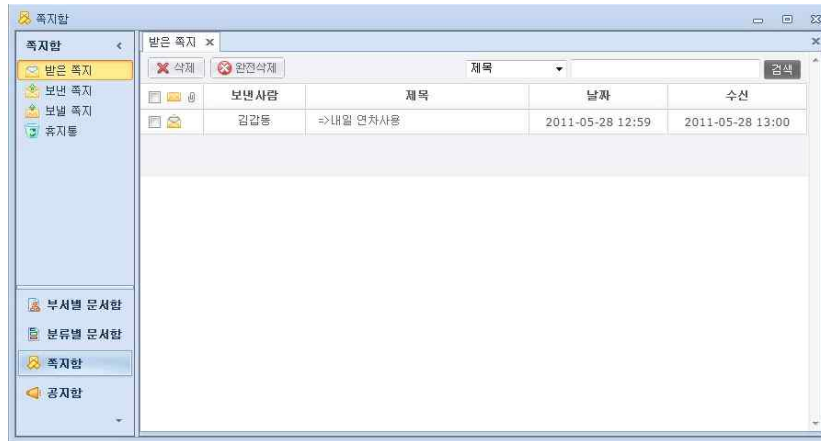 쪽지함
쪽지함
받은 쪽지
보낸 쪽지
보낼 쪽지
휴지통
부서별 문서함
분류별 문서함
쪽지함
공지함
받은 쪽지
삭제 완전삭제 제목 검색
보낸사람 제목 날짜 수신
김갑동 =>내일 연차사용 2011-05-28 12:59 2011-05-28 13:00